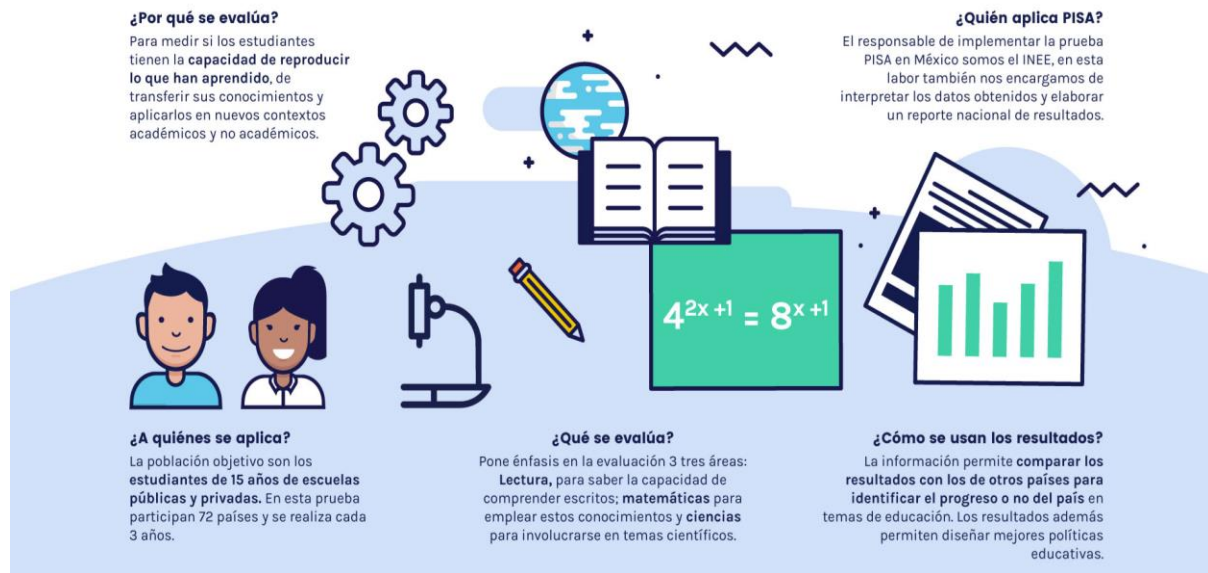 ¿Por qué se evalúa?
Para medir si los estudiantes
tienen la capacidad de reproducir
lo que han aprendido, de
transferir sus conocimientos y
aplicarlos en nuevos contextos
académicos y no académicos.
¿Quién aplica PISA?
El responsable de implementar la prueba
PISA en México somos el INEE, en esta
labor también nos encargamos de
interpretar los datos obtenidos y elaborar
un reporte nacional de resultados.
4^{2x +1} = 8^{x +1}
¿A quiénes se aplica?
La población objetivo son los
estudiantes de 15 años de escuelas
públicas y privadas. En esta prueba
participan 72 países y se realiza cada
3 años.
¿Qué se evalúa?
Pone énfasis en la evaluación 3 tres áreas:
Lectura, para saber la capacidad de
comprender escritos; matemáticas para
emplear estos conocimientos y ciencias
para involucrarse en temas científicos.
¿Cómo se usan los resultados?
La información permite comparar los
resultados con los de otros países para
identificar el progreso o no del país en
temas de educación. Los resultados además
permiten diseñar mejores políticas
educativas.